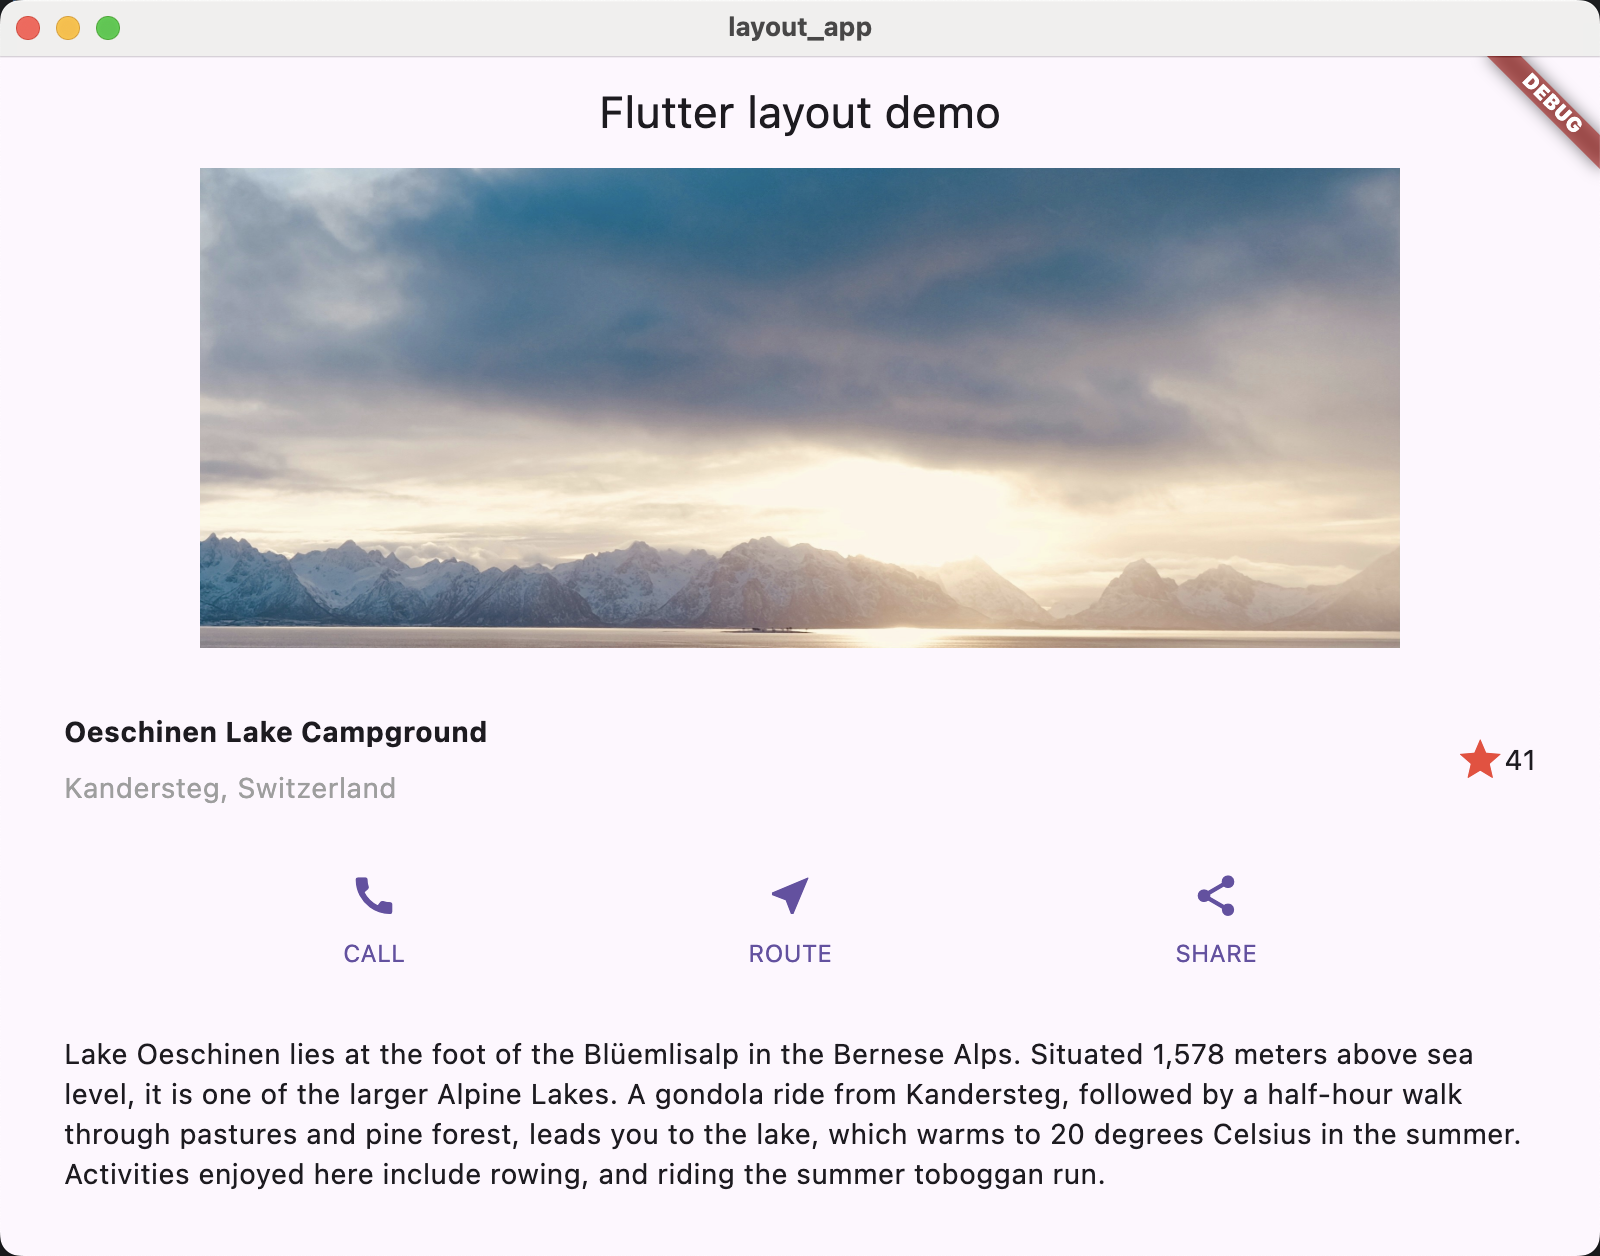 layout_app
DEBUG
Flutter layout demo
Oeschinen Lake Campground
Kandersteg, Switzerland
41
CALL
ROUTE
SHARE
Lake Oeschinen lies at the foot of the Blüemlisalp in the Bernese Alps. Situated 1,578 meters above sea
level, it is one of the larger Alpine Lakes. A gondola ride from Kandersteg, followed by a half-hour walk
through pastures and pine forest, leads you to the lake, which warms to 20 degrees Celsius in the summer.
Activities enjoyed here include rowing, and riding the summer toboggan run.